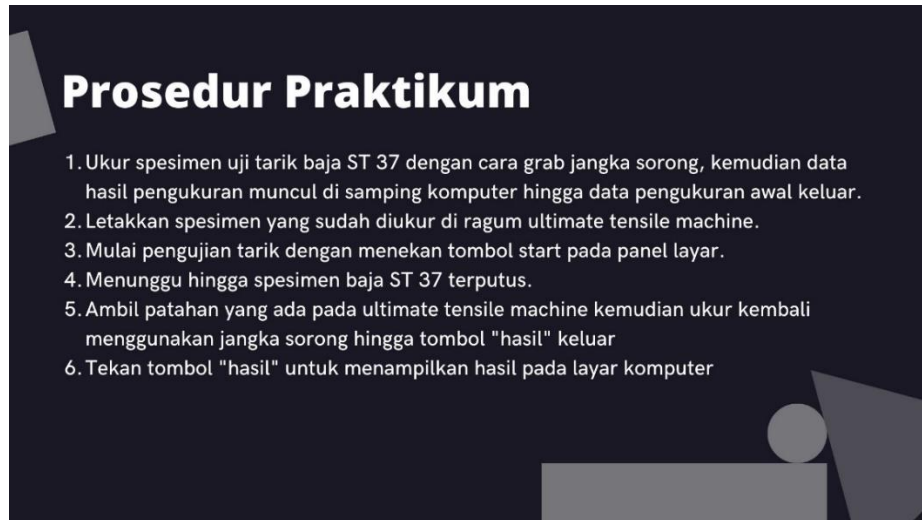 Prosedur Praktikum
1. Ukur spesimen uji tarik baja ST 37 dengan cara grab jangka sorong, kemudian data
hasil pengukuran muncul di samping komputer hingga data pengukuran awal keluar.
2. Letakkan spesimen yang sudah diukur di ragum ultimate tensile machine.
3. Mulai pengujian tarik dengan menekan tombol start pada panel layar.
4. Menunggu hingga spesimen baja ST 37 terputus.
5. Ambil patahan yang ada pada ultimate tensile machine kemudian ukur kembali
menggunakan jangka sorong hingga tombol "hasil" keluar
6. Tekan tombol "hasil" untuk menampilkan hasil pada layar komputer